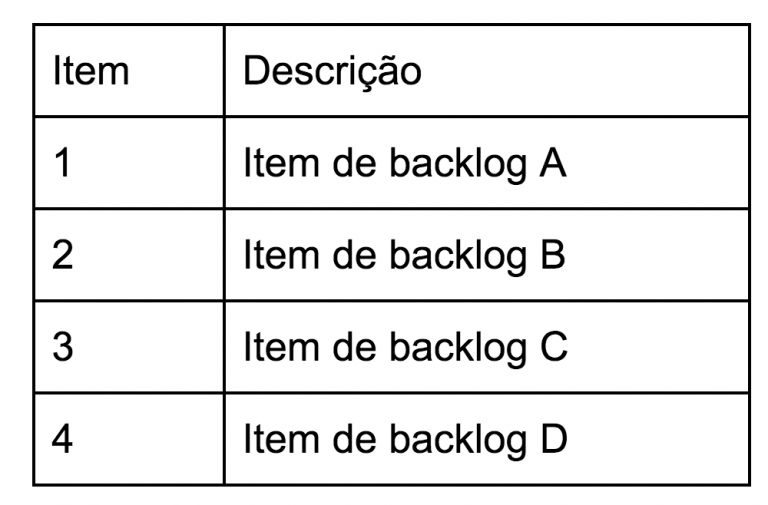 Item Descrição
1 Item de backlog A
2 Item de backlog B
3 Item de backlog C
4 Item de backlog D